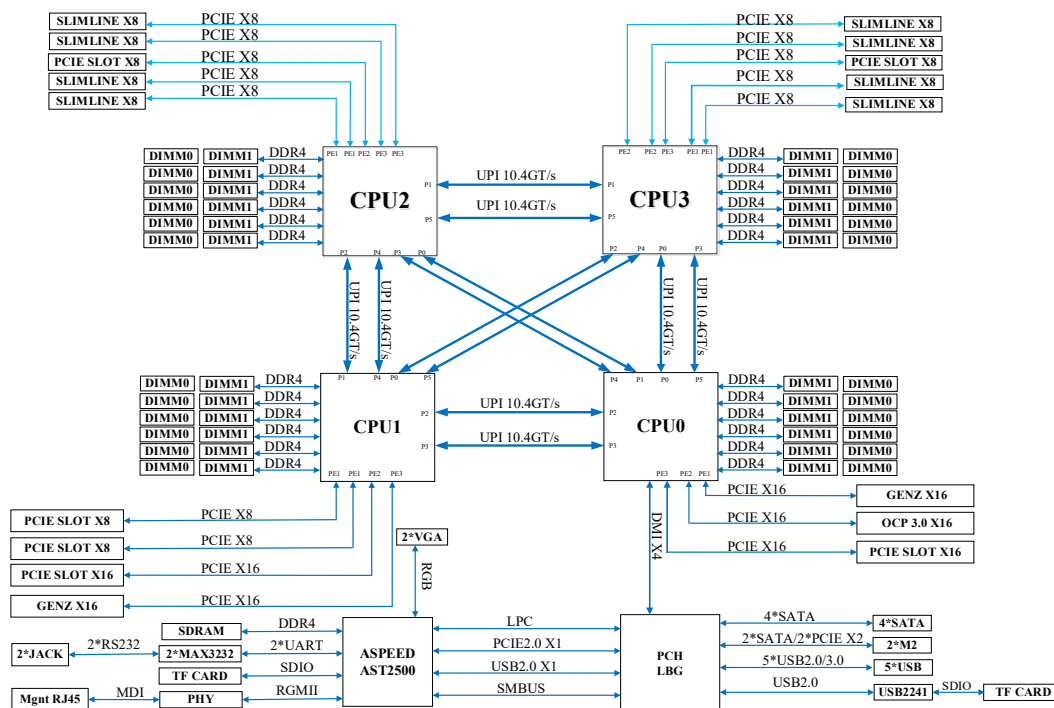 SLIMLINE X8 PCIE X8 PCIE X8 SLIMLINE X8
SLIMLINE X8 PCIE X8 PCIE X8 SLIMLINE X8
PCIE SLOT X8 PCIE X8 PCIE X8 PCIE SLOT X8
SLIMLINE X8 PCIE X8 PCIE X8 SLIMLINE X8
SLIMLINE X8 PCIE X8 PCIE X8 SLIMLINE X8
PE1 PE1 PE2 PE3 PE3 PE2 PE2 PE3 PE1 PE1
DIMM0 DIMM1 DDR4 DDR4 DIMM1 DIMM0
DIMM0 DIMM1 DDR4 DDR4 DIMM1 DIMM0
DIMM0 DIMM1 DDR4 DDR4 DIMM1 DIMM0
DIMM0 DIMM1 DDR4 DDR4 DIMM1 DIMM0
DIMM0 DIMM1 DDR4 DDR4 DIMM1 DIMM0
DIMM0 DIMM1 DDR4 DDR4 DIMM1 DIMM0
P1 UPI 10.4GT/s P1
CPU2 CPU3
P5 UPI 10.4GT/s P5
P2 P4 P3 P0 P2 P4 P0 P3
UPI 10.4GT/s UPI 10.4GT/s UPI 10.4GT/s UPI 10.4GT/s
P1 P4 P0 P5 P4 P1 P0 P5
DIMM0 DIMM1 DDR4 DDR4 DIMM1 DIMM0
DIMM0 DIMM1 DDR4 DDR4 DIMM1 DIMM0
DIMM0 DIMM1 DDR4 DDR4 DIMM1 DIMM0
DIMM0 DIMM1 DDR4 DDR4 DIMM1 DIMM0
DIMM0 DIMM1 DDR4 DDR4 DIMM1 DIMM0
DIMM0 DIMM1 DDR4 DDR4 DIMM1 DIMM0
P2 UPI 10.4GT/s P2
CPU1 CPU0
P3 UPI 10.4GT/s P3
PE1 PE1 PE2 PE3 PE3 PE2 PE1
PCIE X16 GENZ X16
PCIE SLOT X8 PCIE X8 PCIE X16 OCP 3.0 X16
PCIE SLOT X8 PCIE X8 PCIE X16 PCIE SLOT X16
PCIE SLOT X16 PCIE X16
GENZ X16 PCIE X16
2*VGA
RGB
DMI X4
SDRAM DDR4
2*JACK 2*RS232 2*MAX3232 2*UART
TF CARD SDIO
Mgnt RJ45 MDI PHY RGMII
ASPEED
AST2500
LPC
PCIE2.0 X1
USB2.0 X1
SMBUS
PCH
LBG
4*SATA 4*SATA
2*SATA/2*PCIE X2 2*M2
5*USB2.0/3.0 5*USB
USB2.0 USB2241 SDIO TF CARD